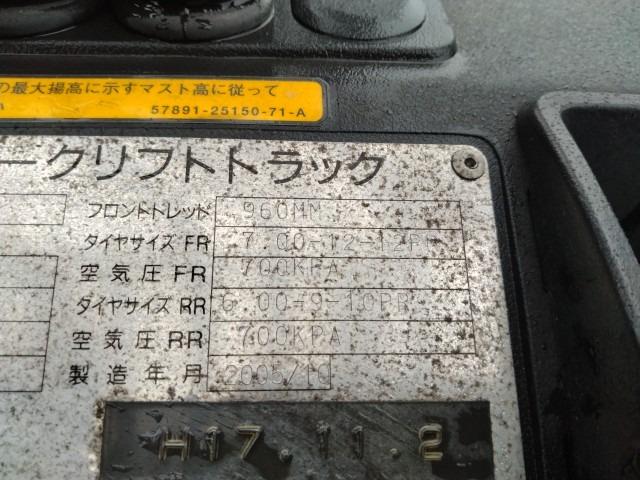 の最大揚高に示すマスト高に従って
57891-25150-71-A
ークリフトトラック
フロントトレッド 960MM
タイヤサイズ FR 7.00-12-12PR
空気圧 FR 700KPA
タイヤサイズ RR 6.00-9-10PR
空気圧 RR 700KPA
製造年月 2005/10
H17.11.2